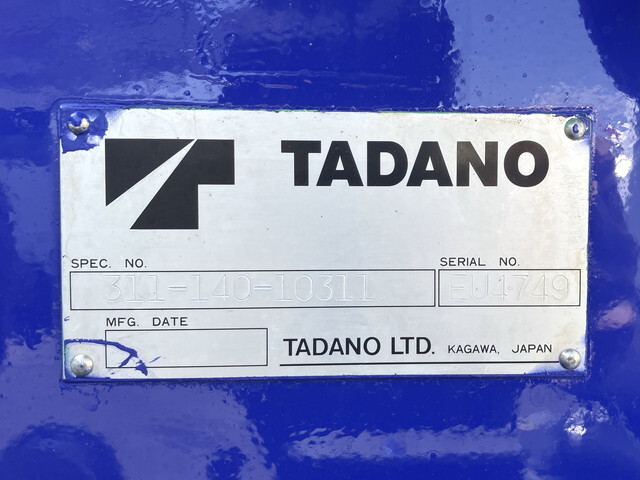 TADANO
SPEC. NO.
SERIAL NO.
311-140-10311
EU4749
MFG. DATE
TADANO LTD. KAGAWA, JAPAN